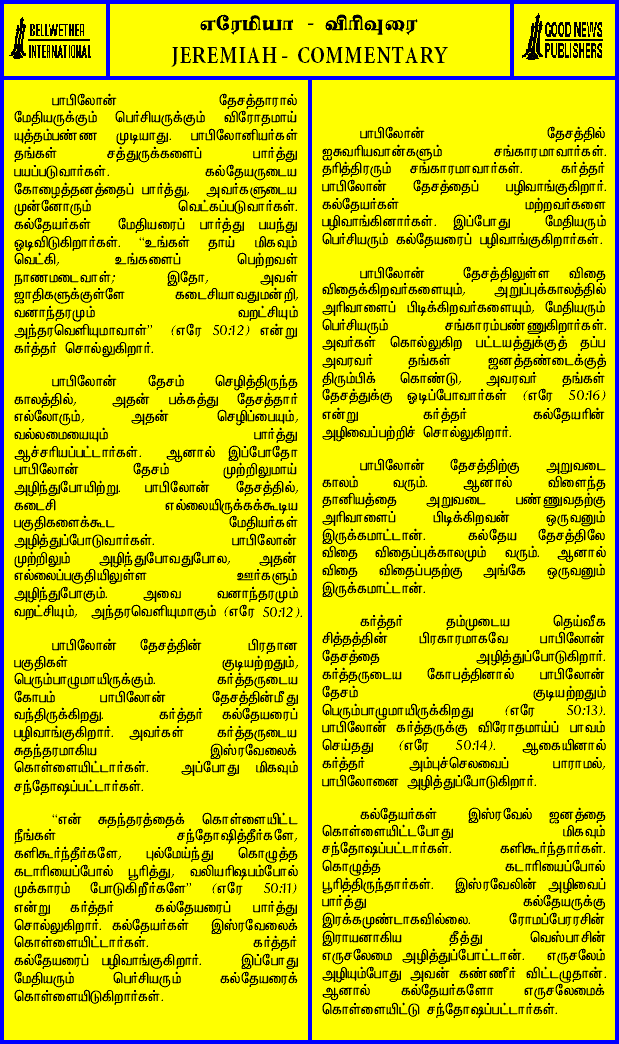 BELLWETHER
INTERNATIONAL
எரேமியா - விரிவுரை
JEREMIAH - COMMENTARY
GOOD NEWS
PUBLISHERS
பாபிலோன் தேசத்தாரால்
மேதியருக்கும் பெர்சியருக்கும் விரோதமாய்
யுத்தம்பண்ண முடியாது. பாபிலோனியர்கள்
தங்கள் சத்துருக்களைப் பார்த்து
பயப்படுவார்கள். கல்தேயருடைய
கோழைத்தனத்தைப் பார்த்து, அவர்களுடைய
முன்னோரும் வெட்கப்படுவார்கள்.
கல்தேயர்கள் மேதியரைப் பார்த்து பயந்து
ஓடிவிடுகிறார்கள். “உங்கள் தாய் மிகவும்
வெட்கி, உங்களைப் பெற்றவள்
நாணமடைவாள்; இதோ, அவள்
ஜாதிகளுக்குள்ளே கடைசியாவதுமன்றி,
வனாந்தரமும் வறட்சியும்
அந்தரவெளியுமாவாள்” (எரே 50:12) என்று
கர்த்தர் சொல்லுகிறார்.
பாபிலோன் தேசம் செழித்திருந்த
காலத்தில், அதன் பக்கத்து தேசத்தார்
எல்லோரும், அதன் செழிப்பையும்,
வல்லமையையும் பார்த்து
ஆச்சரியப்பட்டார்கள். ஆனால் இப்போதோ
பாபிலோன் தேசம் முற்றிலுமாய்
அழிந்துபோயிற்று. பாபிலோன் தேசத்தில்,
கடைசி எல்லையிருக்கக்கூடிய
பகுதிகளைக்கூட மேதியர்கள்
அழித்துப்போடுவார்கள். பாபிலோன்
முற்றிலும் அழிந்துபோவதுபோல, அதன்
எல்லைப்பகுதியிலுள்ள ஊர்களும்
அழிந்துபோகும். அவை வனாந்தரமும்
வறட்சியும், அந்தரவெளியுமாகும் (எரே 50:12).
பாபிலோன் தேசத்தின் பிரதான
பகுதிகள் குடியற்றதும்,
பெரும்பாழுமாயிருக்கும். கர்த்தருடைய
கோபம் பாபிலோன் தேசத்தின்மீது
வந்திருக்கிறது. கர்த்தர் கல்தேயரைப்
பழிவாங்குகிறார். அவர்கள் கர்த்தருடைய
சுதந்தரமாகிய இஸ்ரவேலைக்
கொள்ளையிட்டார்கள். அப்போது மிகவும்
சந்தோஷப்பட்டார்கள்.
“என் சுதந்தரத்தைக் கொள்ளையிட்ட
நீங்கள் சந்தோஷித்தீர்களே,
களிகூர்ந்தீர்களே, புல்மேய்ந்து கொழுத்த
கடாரியைப்போல் பூரித்து, வலியரிஷபம்போல்
முக்காரம் போடுகிறீர்களே” (எரே 50:11)
என்று கர்த்தர் கல்தேயரைப் பார்த்து
சொல்லுகிறார். கல்தேயர்கள் இஸ்ரவேலைக்
கொள்ளையிட்டார்கள். கர்த்தர்
கல்தேயரைப் பழிவாங்குகிறார். இப்போது
மேதியரும் பெர்சியரும் கல்தேயரைக்
கொள்ளையிடுகிறார்கள்.
பாபிலோன் தேசத்தில்
ஐசுவரியவான்களும் சங்காரமாவார்கள்.
தரித்திரரும் சங்காரமாவார்கள். கர்த்தர்
பாபிலோன் தேசத்தைப் பழிவாங்குகிறார்.
கல்தேயர்கள் மற்றவர்களை
பழிவாங்கினார்கள். இப்போது மேதியரும்
பெர்சியரும் கல்தேயரைப் பழிவாங்குகிறார்கள்.
பாபிலோன் தேசத்திலுள்ள விதை
விதைக்கிறவர்களையும், அறுப்புக்காலத்தில்
அரிவாளைப் பிடிக்கிறவர்களையும், மேதியரும்
பெர்சியரும் சங்காரம்பண்ணுகிறார்கள்.
அவர்கள் கொல்லுகிற பட்டயத்துக்குத் தப்ப
அவரவர் தங்கள் ஜனத்தண்டைக்குத்
திரும்பிக் கொண்டு, அவரவர் தங்கள்
தேசத்துக்கு ஓடிப்போவார்கள் (எரே 50:16)
என்று கர்த்தர் கல்தேயரின்
அழிவைப்பற்றிச் சொல்லுகிறார்.
பாபிலோன் தேசத்திற்கு அறுவடை
காலம் வரும். ஆனால் விளைந்த
தானியத்தை அறுவடை பண்ணுவதற்கு
அரிவாளைப் பிடிக்கிறவன் ஒருவனும்
இருக்கமாட்டான். கல்தேய தேசத்திலே
விதை விதைப்புக்காலமும் வரும். ஆனால்
விதை விதைப்பதற்கு அங்கே ஒருவனும்
இருக்கமாட்டான்.
கர்த்தர் தம்முடைய தெய்வீக
சித்தத்தின் பிரகாரமாகவே பாபிலோன்
தேசத்தை அழித்துப்போடுகிறார்.
கர்த்தருடைய கோபத்தினால் பாபிலோன்
தேசம் குடியற்றதும்
பெரும்பாழுமாயிருக்கிறது (எரே 50:13).
பாபிலோன் கர்த்தருக்கு விரோதமாய்ப் பாவம்
செய்தது (எரே 50:14). ஆகையினால்
கர்த்தர் அம்புச்செலவைப் பாராமல்,
பாபிலோனை அழித்துப்போடுகிறார்.
கல்தேயர்கள் இஸ்ரவேல் ஜனத்தை
கொள்ளையிட்டபோது மிகவும்
சந்தோஷப்பட்டார்கள். களிகூர்ந்தார்கள்.
கொழுத்த கடாரியைப்போல்
பூரித்திருந்தார்கள். இஸ்ரவேலின் அழிவைப்
பார்த்து கல்தேயருக்கு
இரக்கமுண்டாகவில்லை. ரோமப்பேரரசின்
இராயனாகிய தீத்து வெஸ்பாசின்
எருசலேமை அழித்துப்போட்டான். எருசலேம்
அழியும்போது அவன் கண்ணீர் விட்டழுதான்.
ஆனால் கல்தேயர்களோ எருசலேமைக்
கொள்ளையிட்டு சந்தோஷப்பட்டார்கள்.